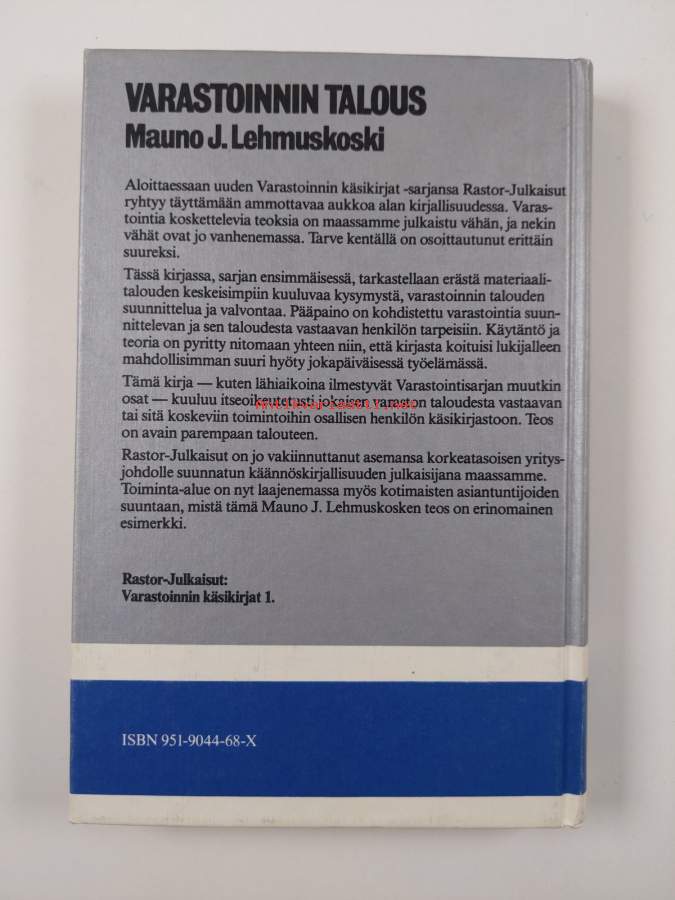 VARASTOINNIN TALOUS
Mauno J. Lehmuskoski
Aloittaessaan uuden Varastoinnin käsikirjat -sarjansa Rastor-Julkaisut
ryhtyy täyttämään ammottavaa aukkoa alan kirjallisuudessa. Varas-
tointia koskettelevia teoksia on maassamme julkaistu vähän, ja nekin
vähät ovat jo vanhenemassa. Tarve kentällä on osoittautunut erittäin
suureksi.
Tässä kirjassa, sarjan ensimmäisessä, tarkastellaan erästä materiaali-
talouden keskeisimpiin kuuluvaa kysymystä, varastoinnin talouden
suunnittelua ja valvontaa. Pääpaino on kohdistettu varastointia suun-
nittelevan ja sen taloudesta vastaavan henkilön tarpeisiin. Käytäntö ja
teoria on pyritty nitomaan yhteen niin, että kirjasta koituisi lukijalleen
mahdollisimman suuri hyöty jokapäiväisessä työelämässä.
Tämä kirja — kuten lähiaikoina ilmestyvät Varastointisarjan muutkin
osat — kuuluu itseoikeutetusti jokaisen varaston taloudesta vastaavan
tai sitä koskeviin toimintoihin osallisen henkilön käsikirjastoon. Teos
on avain parempaan talouteen.
Rastor-Julkaisut on jo vakiinnuttanut asemansa korkeatasoisen yritys-
johdolle suunnatun käännöskirjallisuuden julkaisijana maassamme.
Toiminta-alue on nyt laajenemassa myös kotimaisten asiantuntijoiden
suuntaan, mistä tämä Mauno J. Lehmuskosken teos on erinomainen
esimerkki.
Rastor-Julkaisut:
Varastoinnin käsikirjat 1.
ISBN 951-9044-68-X